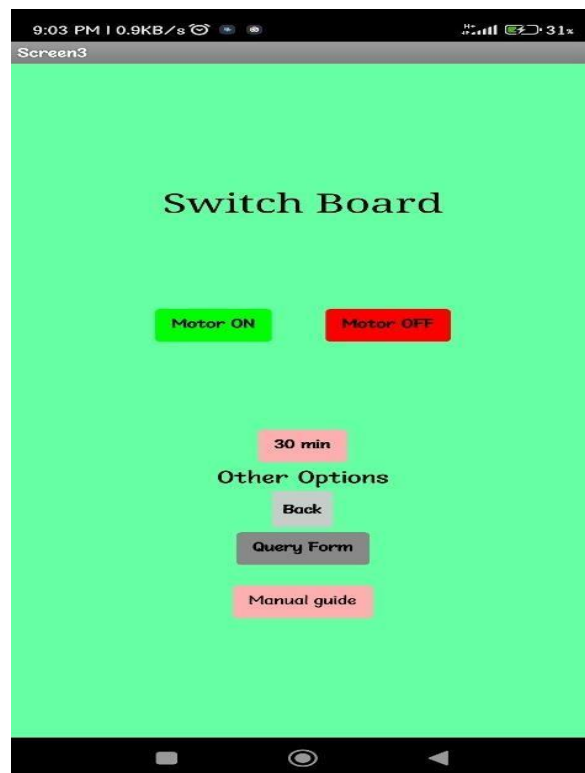 9:03 PM | 0.9KB/s
31%
Screen3
Switch Board
Motor ON Motor OFF
30 min
Other Options
Back
Query Form
Manual guide